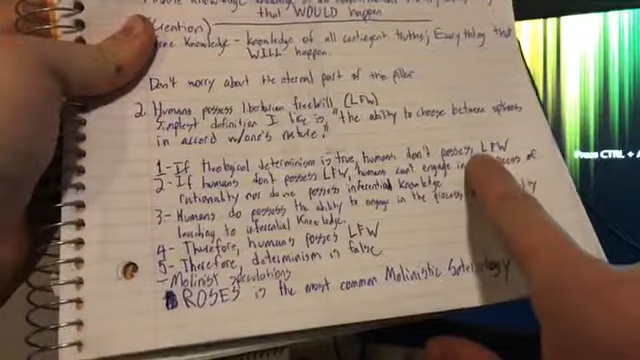 that WOULD happen
knowledge of all contingent truths; Everything that
WILL happen.
Don't worry about the eternal part of this pillar
2. Humans possess libertarian freewill (LFW)
Simplest definition I like is, "the ability to choose between options
in accord w/one's nature"
1- If theological determinism is true, humans don't possess LFW
2- If humans don't possess LFW, humans can't engage in process of
rationality nor do we possess inferential knowledge
3- Humans do possess the ability to engage in the process
leading to inferential knowledge.
4- Therefore, humans posses LFW
5- Therefore, determinism is false
- Molinist speculations
ROSES is the most common Molinistic Soteriology
Press CTRL + A